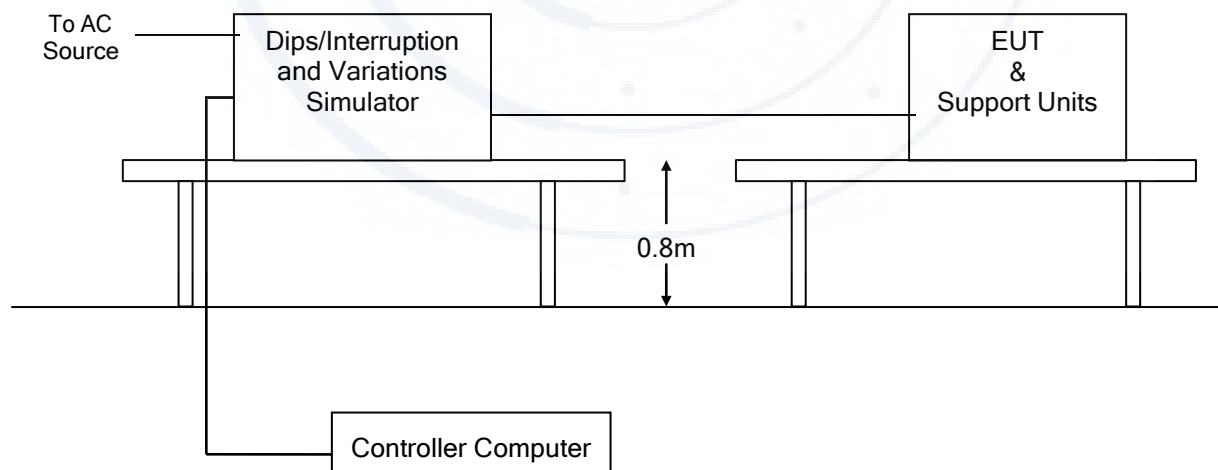 To AC
Source
Dips/Interruption
and Variations
Simulator
EUT
&
Support Units
0.8m
Controller Computer